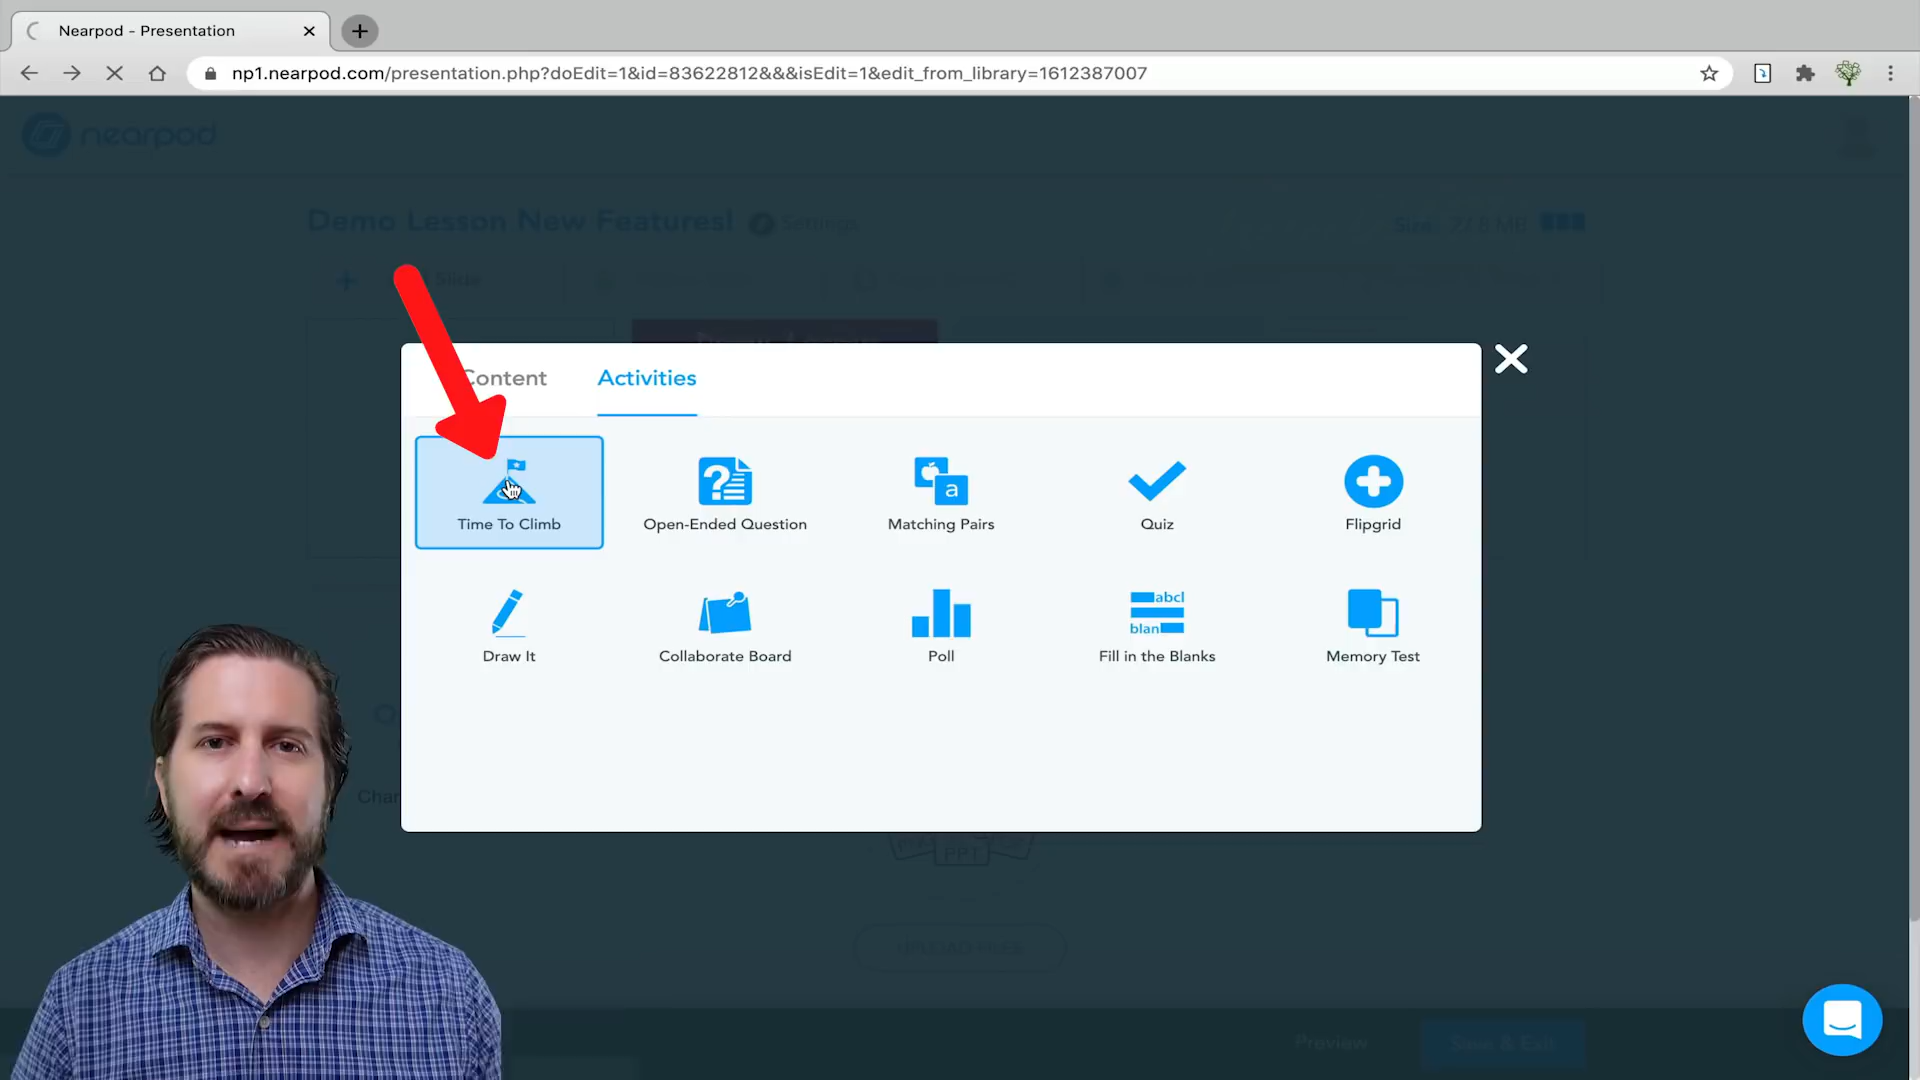 Nearpod - Presentation
np1.nearpod.com/presentation.php?doEdit=1&id=83622812&&&isEdit=1&edit_from_library=1612387007
nearpod
Demo Lesson New Features!
Settings
Size
27.8 MB
Slide
Content
Activities
Time To Climb
Open-Ended Question
Matching Pairs
a
Quiz
Flipgrid
abcl
blan
Draw It
Collaborate Board
Poll
Fill in the Blanks
Memory Test
PPT
UPLOAD FILES
Preview
Save & Exit